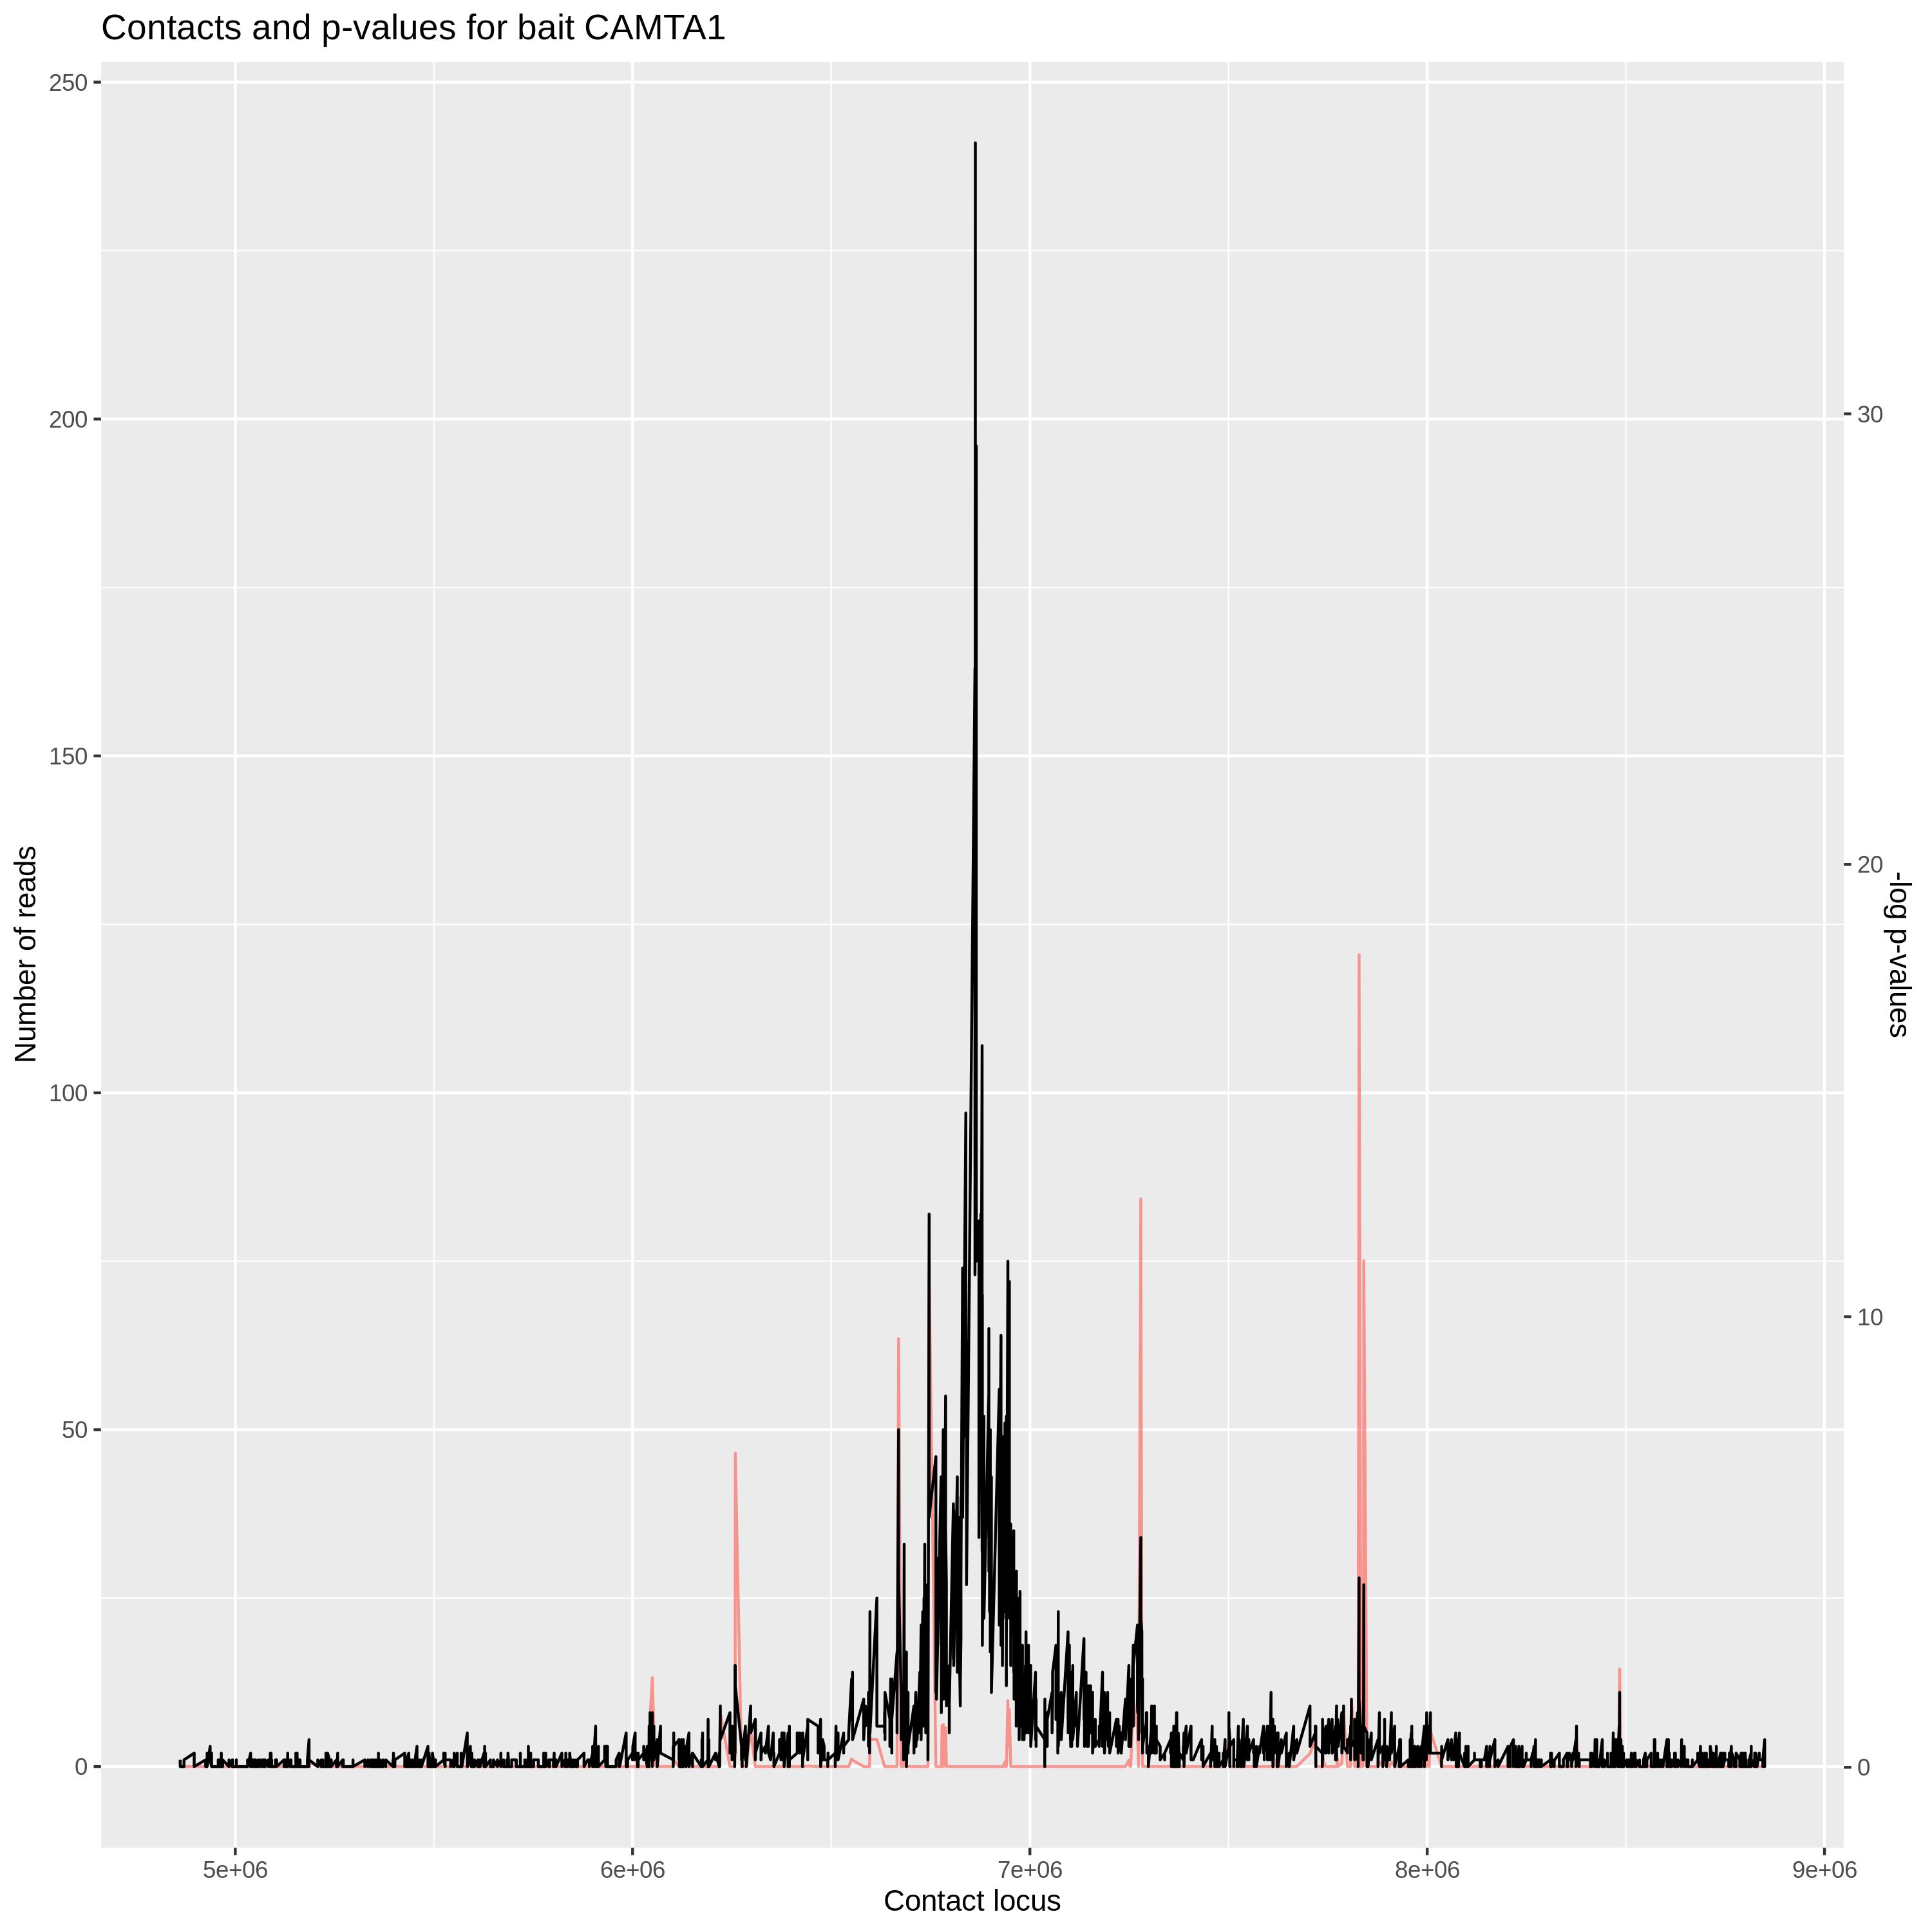 Contacts and p-values for bait CAMTA1
250
200
150
100
50
0
Number of reads
30
20
10
0
-log p-values
5e+06
6e+06
7e+06
8e+06
9e+06
Contact locus